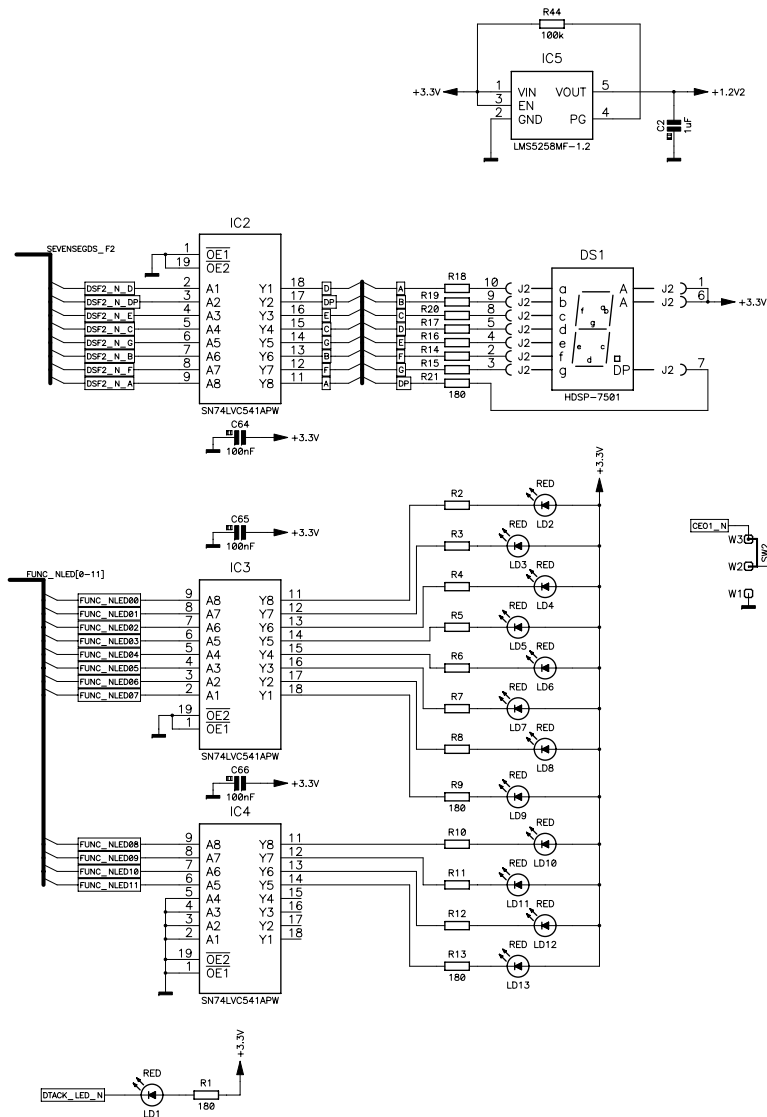 R44
100k
IC5
+3.3V 1 VIN VOUT 5 +1.2V2
3 EN
2 GND PG 4
C2 1uF
LMS5258MF-1.2
SEVENSEGDS_F2
IC2
1 OE1
19 OE2
DSF2_N_D 2 A1 Y1 18 D
DSF2_N_DP 3 A2 Y2 17 DP
DSF2_N_E 4 A3 Y3 16 E
DSF2_N_C 5 A4 Y4 15 C
DSF2_N_G 6 A5 Y5 14 G
DSF2_N_B 7 A6 Y6 13 B
DSF2_N_F 8 A7 Y7 12 F
DSF2_N_A 9 A8 Y8 11 A
SN74LVC541APW
C64
100nF
+3.3V
DS1
A R18 10 J2 a A J2 1
B R19 9 J2 b A J2 6 +3.3V
C R20 8 J2 c
D R17 5 J2 d
E R16 4 J2 e
F R14 2 J2 f
G R15 3 J2 g DP J2 7
DP R21
180
a
f b
g
e c
d
HDSP-7501
C65
100nF
+3.3V
FUNC_NLED[0-11]
IC3
FUNC_NLED00 9 A8 Y8 11
FUNC_NLED01 8 A7 Y7 12
FUNC_NLED02 7 A6 Y6 13
FUNC_NLED03 6 A5 Y5 14
FUNC_NLED04 5 A4 Y4 15
FUNC_NLED05 4 A3 Y3 16
FUNC_NLED06 3 A2 Y2 17
FUNC_NLED07 2 A1 Y1 18
19 OE2
1 OE1
SN74LVC541APW
C66
100nF
+3.3V
IC4
FUNC_NLED08 9 A8 Y8 11
FUNC_NLED09 8 A7 Y7 12
FUNC_NLED10 7 A6 Y6 13
FUNC_NLED11 6 A5 Y5 14
5 A4 Y4 15
4 A3 Y3 16
3 A2 Y2 17
2 A1 Y1 18
19 OE2
1 OE1
SN74LVC541APW
+3.3V
R2 RED LD2
R3 RED LD3
R4 RED LD4
R5 RED LD5
R6 RED LD6
R7 RED LD7
R8 RED LD8
R9 180 RED LD9
R10 RED LD10
R11 RED LD11
R12 RED LD12
R13 180 RED LD13
CEO1_N
W3
W2
W1
SW2
+3.3V
DTACK_LED_N RED LD1 R1 180